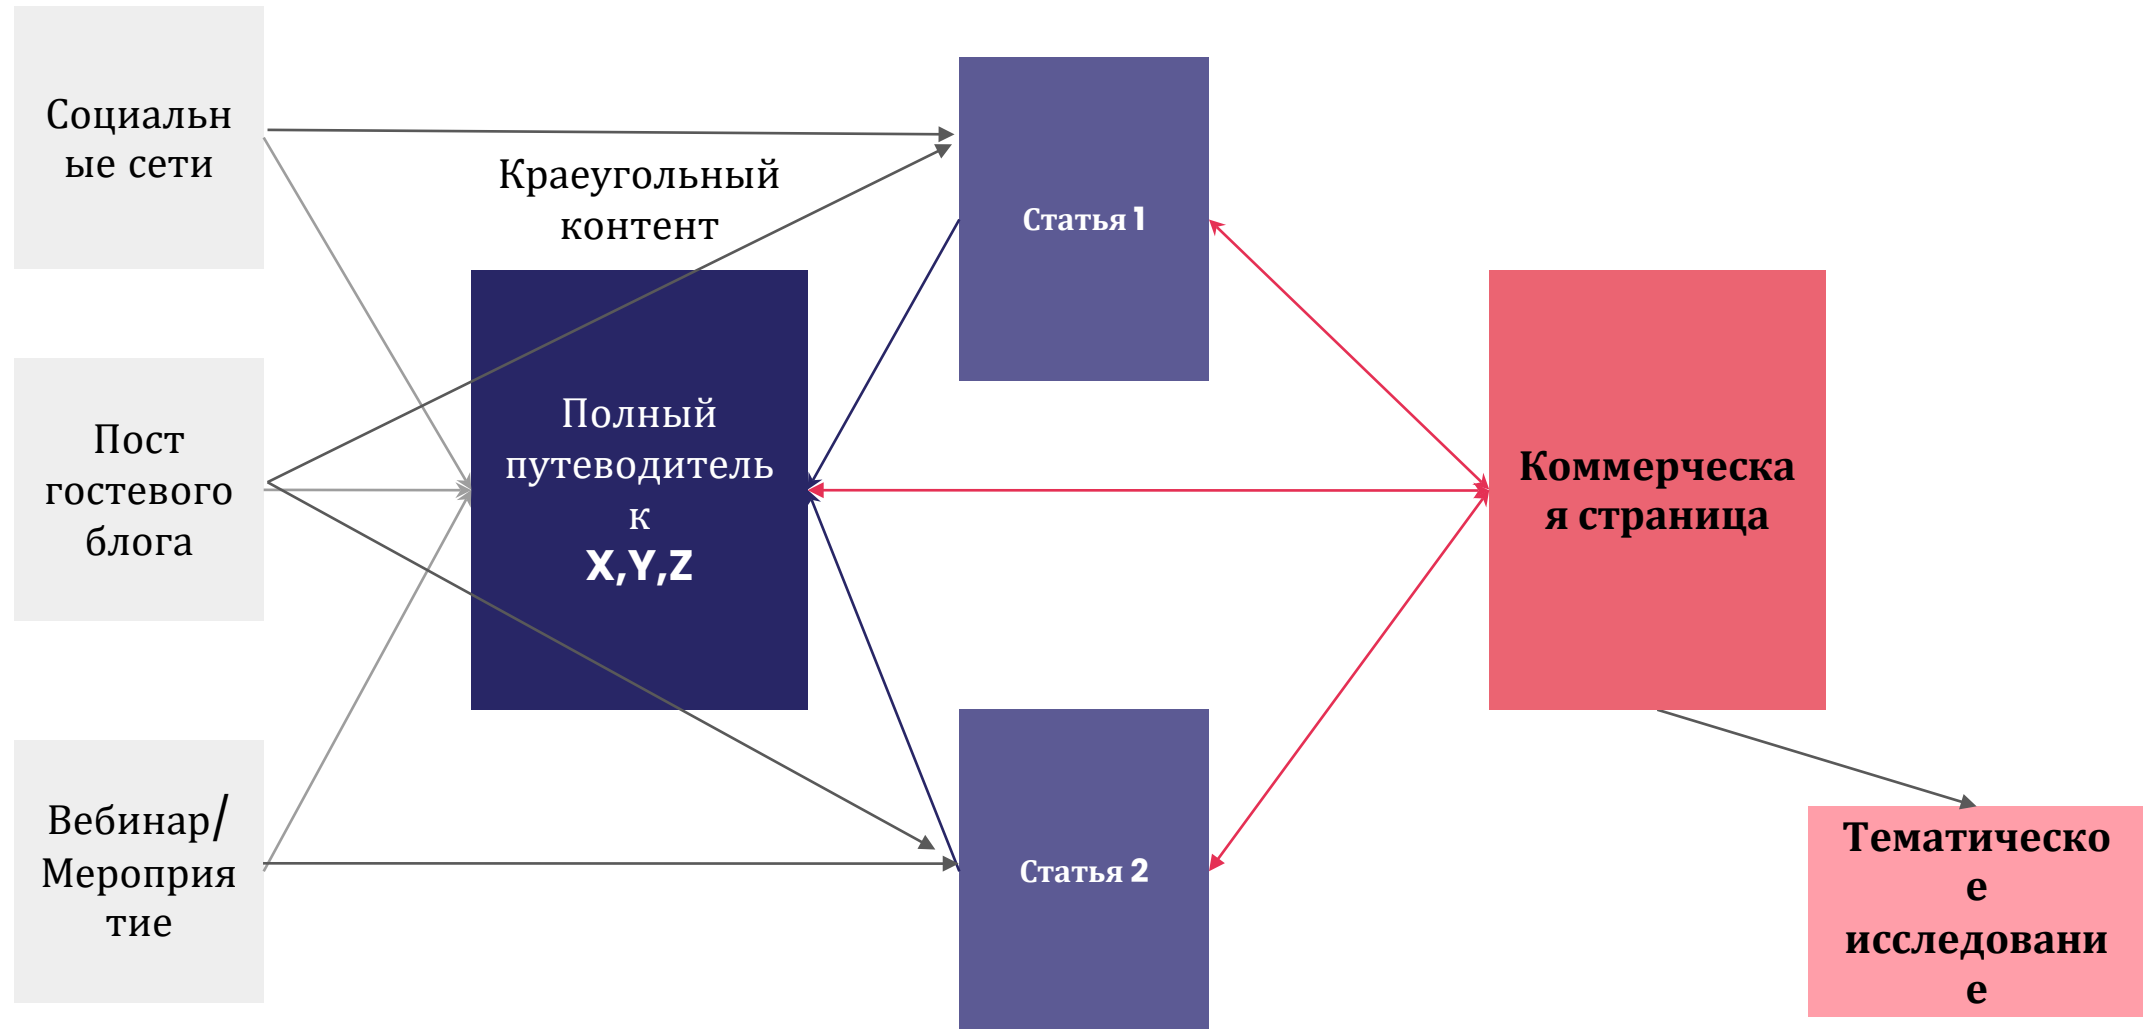 Социальн
ые сети
Пост
гостевого
блога
Вебинар/
Мероприя
тие
Краеугольный
контент
Полный
путеводитель
к
X,Y,Z
Статья 1
Статья 2
Коммерческа
я страница
Тематическо
е
исследовани
е